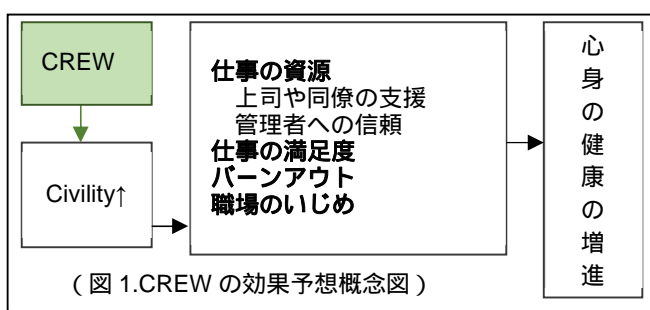 CREW
Civility↑
仕事の資源
上司や同僚の支援
管理者への信頼
仕事の満足度
バーンアウト
職場のいじめ
心身の健康の増進
（図 1.CREW の効果予想概念図）